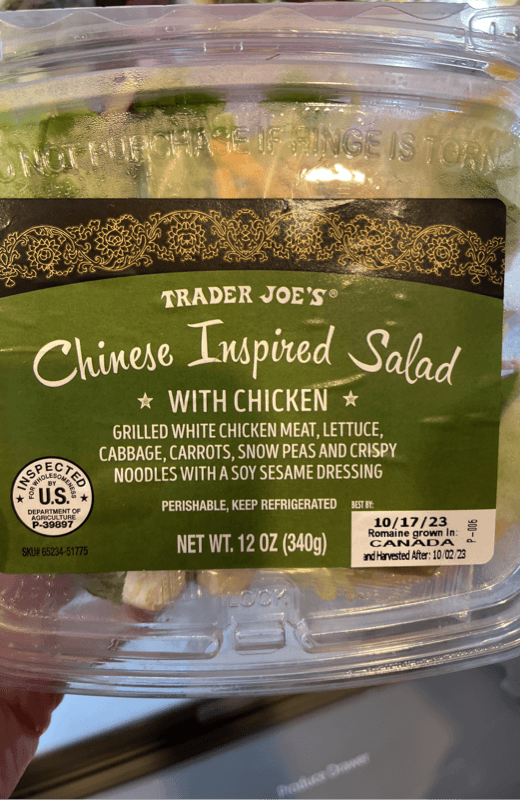 DO NOT PURCHASE IF HINGE IS TORN
TRADER JOE'S®
Chinese Inspired Salad
★ WITH CHICKEN ★
GRILLED WHITE CHICKEN MEAT, LETTUCE,
CABBAGE, CARROTS, SNOW PEAS AND CRISPY
NOODLES WITH A SOY SESAME DRESSING
INSPECTED
FOR WHOLESOMENESS
BY
U.S.
DEPARTMENT OF
AGRICULTURE
P-39897
SKU# 65234-51775
PERISHABLE, KEEP REFRIGERATED
NET WT. 12 OZ (340g)
BEST BY:
10/17/23
Romaine grown In:
CANADA
and Harvested After: 10/02/23
P-006
LOCK
Produce Drawer